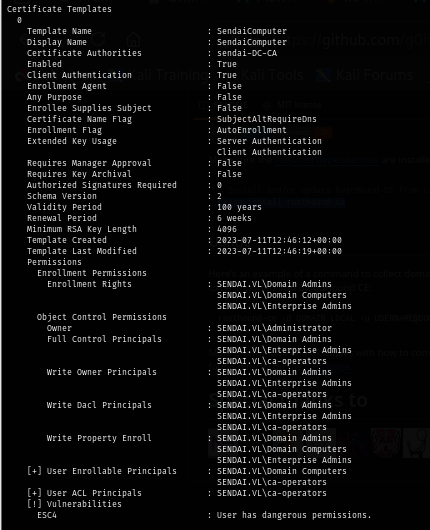 Certificate Templates
0
Template Name : SendaiComputer
Display Name : SendaiComputer
Certificate Authorities : sendai-DC-CA
Enabled : True
Client Authentication : True
Enrollment Agent : False
Any Purpose : False
Enrollee Supplies Subject : False
Certificate Name Flag : SubjectAltRequireDns
Enrollment Flag : AutoEnrollment
Extended Key Usage : Server Authentication
Client Authentication
Requires Manager Approval : False
Requires Key Archival : False
Authorized Signatures Required : 0
Schema Version : 2
Validity Period : 100 years
Renewal Period : 6 weeks
Minimum RSA Key Length : 4096
Template Created : 2023-07-11T12:46:12+00:00
Template Last Modified : 2023-07-11T12:46:19+00:00
Permissions
Enrollment Permissions
Enrollment Rights : SENDAI.VL\Domain Admins
SENDAI.VL\Domain Computers
SENDAI.VL\Enterprise Admins
Object Control Permissions
Owner : SENDAI.VL\Administrator
Full Control Principals : SENDAI.VL\Domain Admins
SENDAI.VL\Enterprise Admins
SENDAI.VL\ca-operators
Write Owner Principals : SENDAI.VL\Domain Admins
SENDAI.VL\Enterprise Admins
SENDAI.VL\ca-operators
Write Dacl Principals : SENDAI.VL\Domain Admins
SENDAI.VL\Enterprise Admins
SENDAI.VL\ca-operators
Write Property Enroll : SENDAI.VL\Domain Admins
SENDAI.VL\Domain Computers
SENDAI.VL\Enterprise Admins
[+] User Enrollable Principals : SENDAI.VL\Domain Computers
SENDAI.VL\ca-operators
[+] User ACL Principals : SENDAI.VL\ca-operators
[!] Vulnerabilities
ESC4 : User has dangerous permissions.